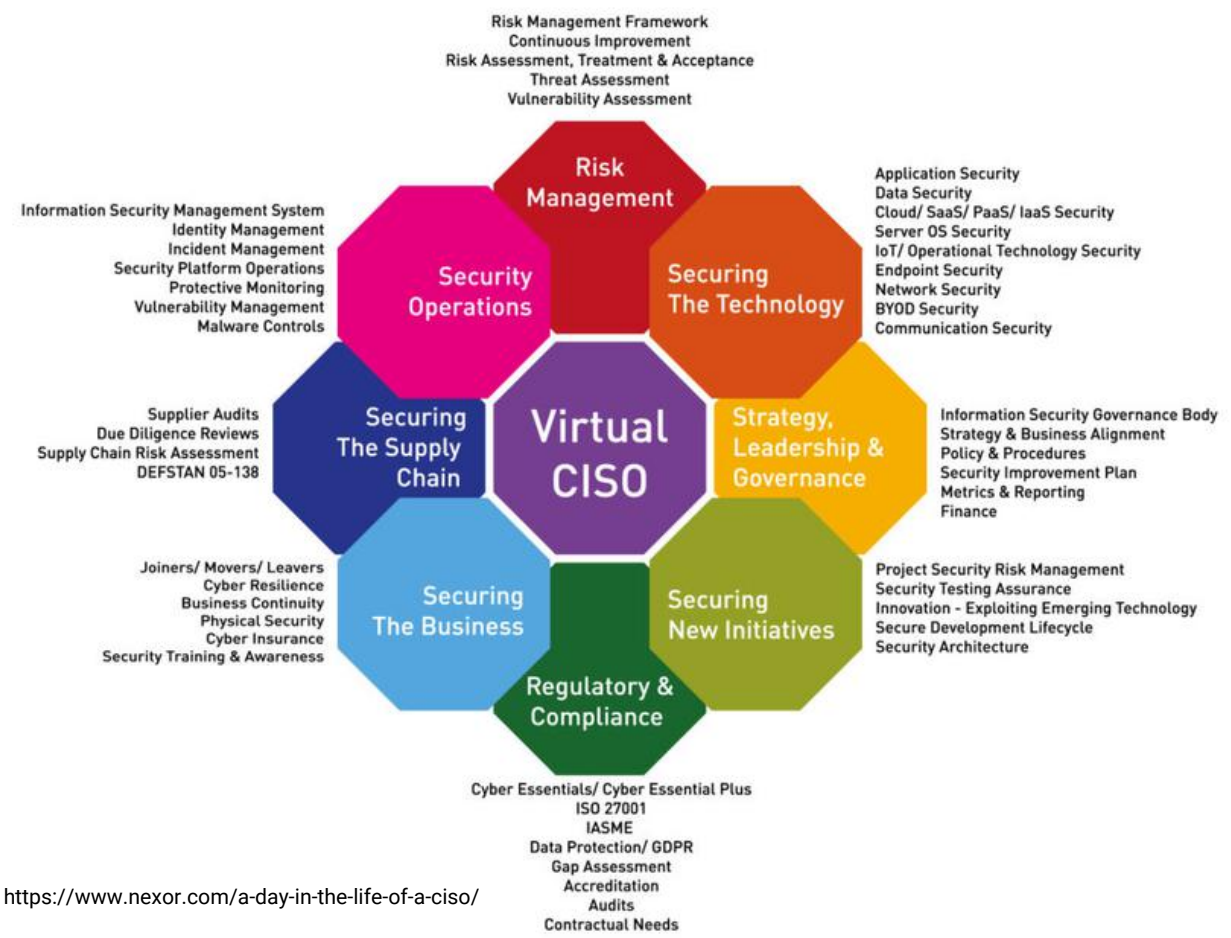 Risk Management Framework
Continuous Improvement
Risk Assessment, Treatment & Acceptance
Threat Assessment
Vulnerability Assessment
Risk
Management
Application Security
Data Security
Cloud/ SaaS/ PaaS/ IaaS Security
Server OS Security
IoT/ Operational Technology Security
Endpoint Security
Network Security
BYOD Security
Communication Security
Securing
The Technology
Information Security Management System
Identity Management
Incident Management
Security Platform Operations
Protective Monitoring
Vulnerability Management
Malware Controls
Security
Operations
Supplier Audits
Due Diligence Reviews
Supply Chain Risk Assessment
DEFSTAN 05-138
Securing
The Supply
Chain
Virtual
CISO
Strategy,
Leadership &
Governance
Information Security Governance Body
Strategy & Business Alignment
Policy & Procedures
Security Improvement Plan
Metrics & Reporting
Finance
Joiners/ Movers/ Leavers
Cyber Resilience
Business Continuity
Physical Security
Cyber Insurance
Security Training & Awareness
Securing
The Business
Securing
New Initiatives
Project Security Risk Management
Security Testing Assurance
Innovation - Exploiting Emerging Technology
Secure Development Lifecycle
Security Architecture
Regulatory &
Compliance
Cyber Essentials/ Cyber Essential Plus
ISO 27001
IASME
Data Protection/ GDPR
Gap Assessment
Accreditation
Audits
Contractual Needs
https://www.nexor.com/a-day-in-the-life-of-a-ciso/